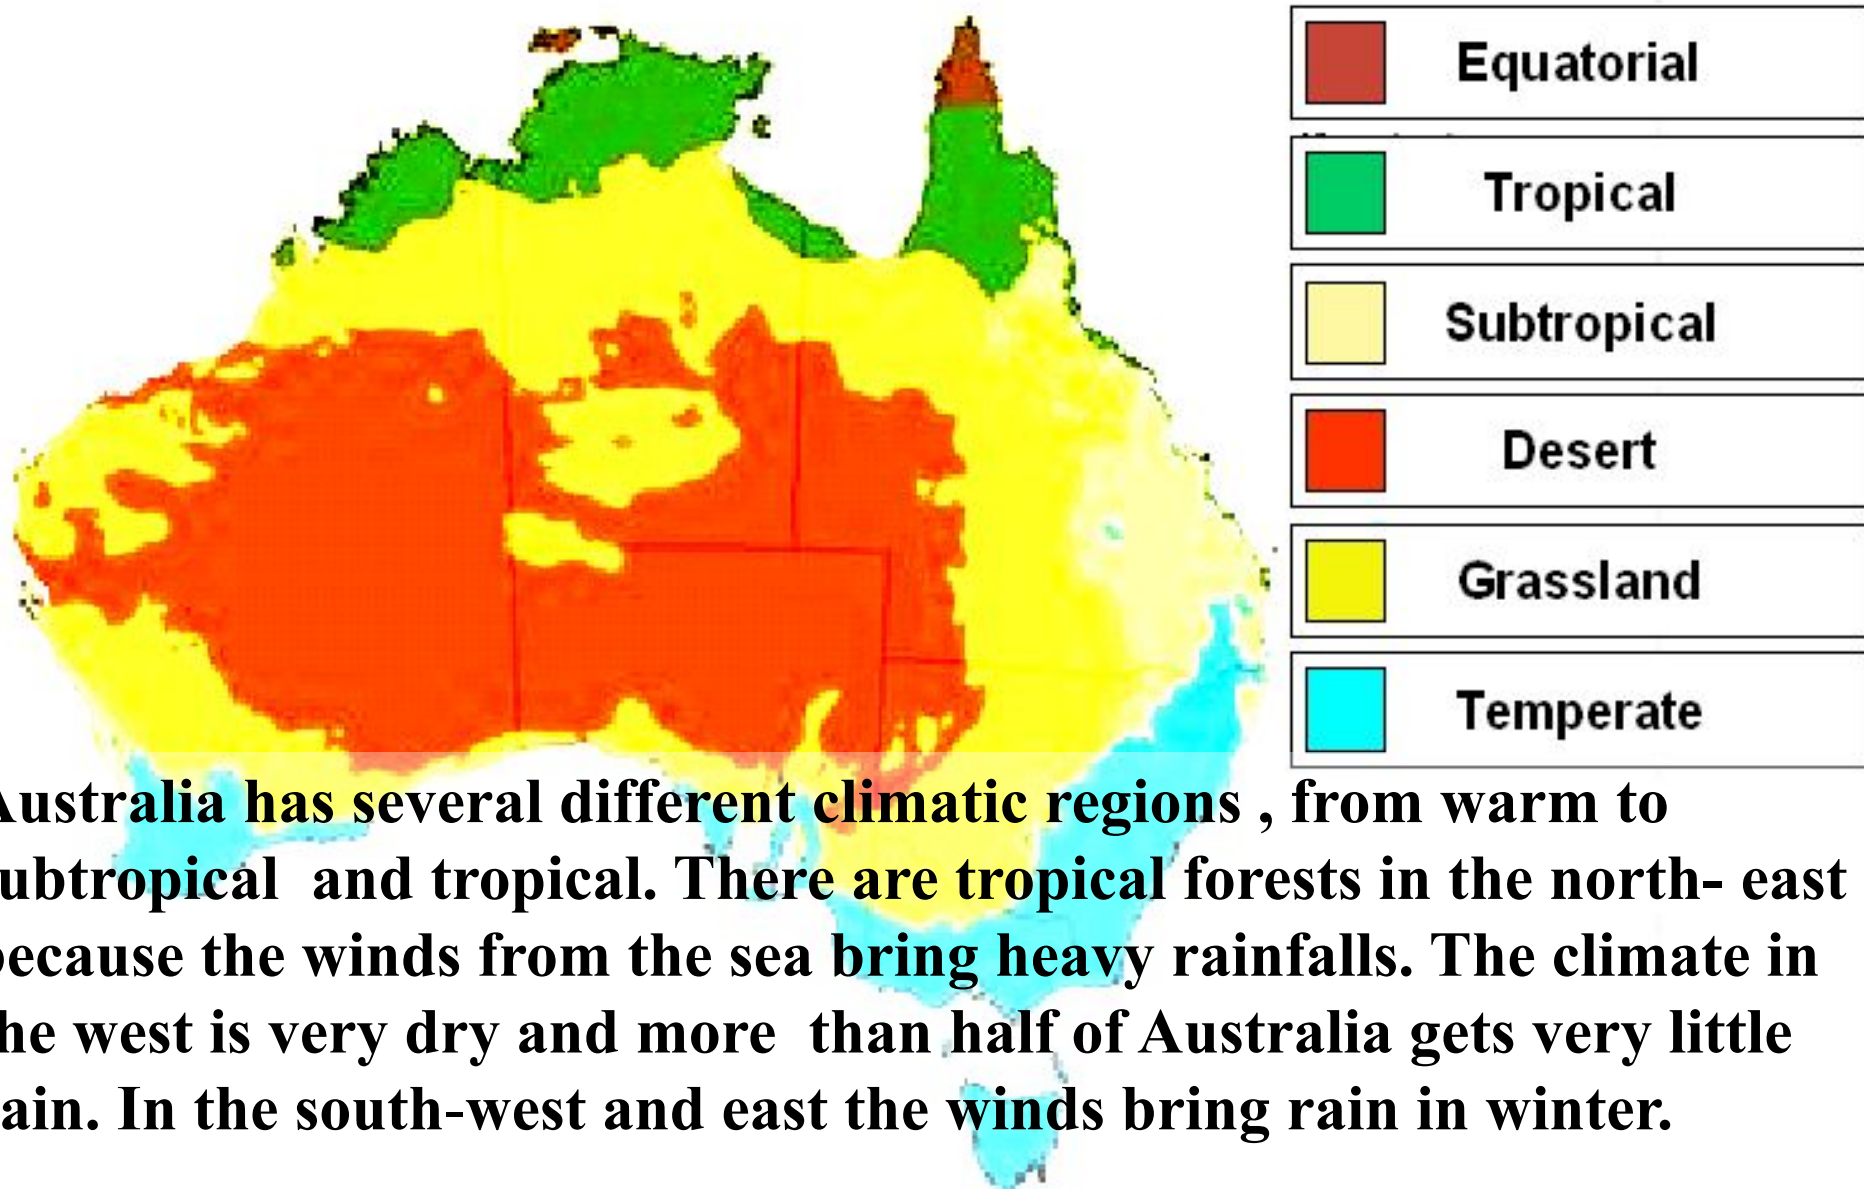 Equatorial
Tropical
Subtropical
Desert
Grassland
Temperate
Australia has several different climatic regions , from warm to
ubtropical and tropical. There are tropical forests in the north- east
because the winds from the sea bring heavy rainfalls. The climate in
he west is very dry and more than half of Australia gets very little
ain. In the south-west and east the winds bring rain in winter.